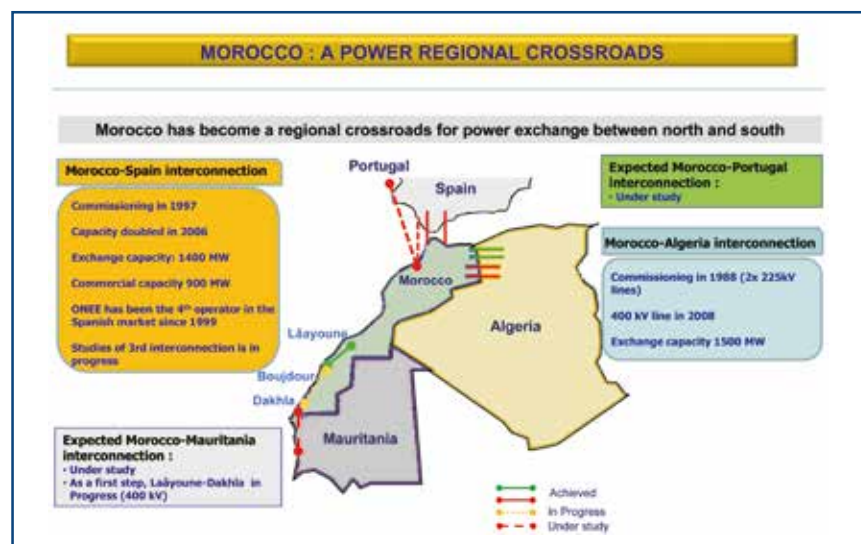 MOROCCO : A POWER REGIONAL CROSSROADS
Morocco has become a regional crossroads for power exchange between north and south
Morocco-Spain interconnection
Commissioning in 1997
Capacity doubled in 2006
Exchange capacity: 1400 MW
Commercial capacity 900 MW
ONEE has been the 4th operator in the
Spanish market since 1999
Studies of 3rd interconnection is in
progress
Portugal
Spain
Morocco
Algeria
Lâayoune
Boujdour
Dakhla
Mauritania
Expected Morocco-Portugal
interconnection :
• Under study
Morocco-Algeria interconnection
Commissioning in 1988 (2x 225kV
lines)
400 kV line in 2008
Exchange capacity 1500 MW
Expected Morocco-Mauritania
interconnection :
• Under study
• As a first step, Laâyoune-Dakhla in
Progress (400 kV)
Achieved
In Progress
Under study